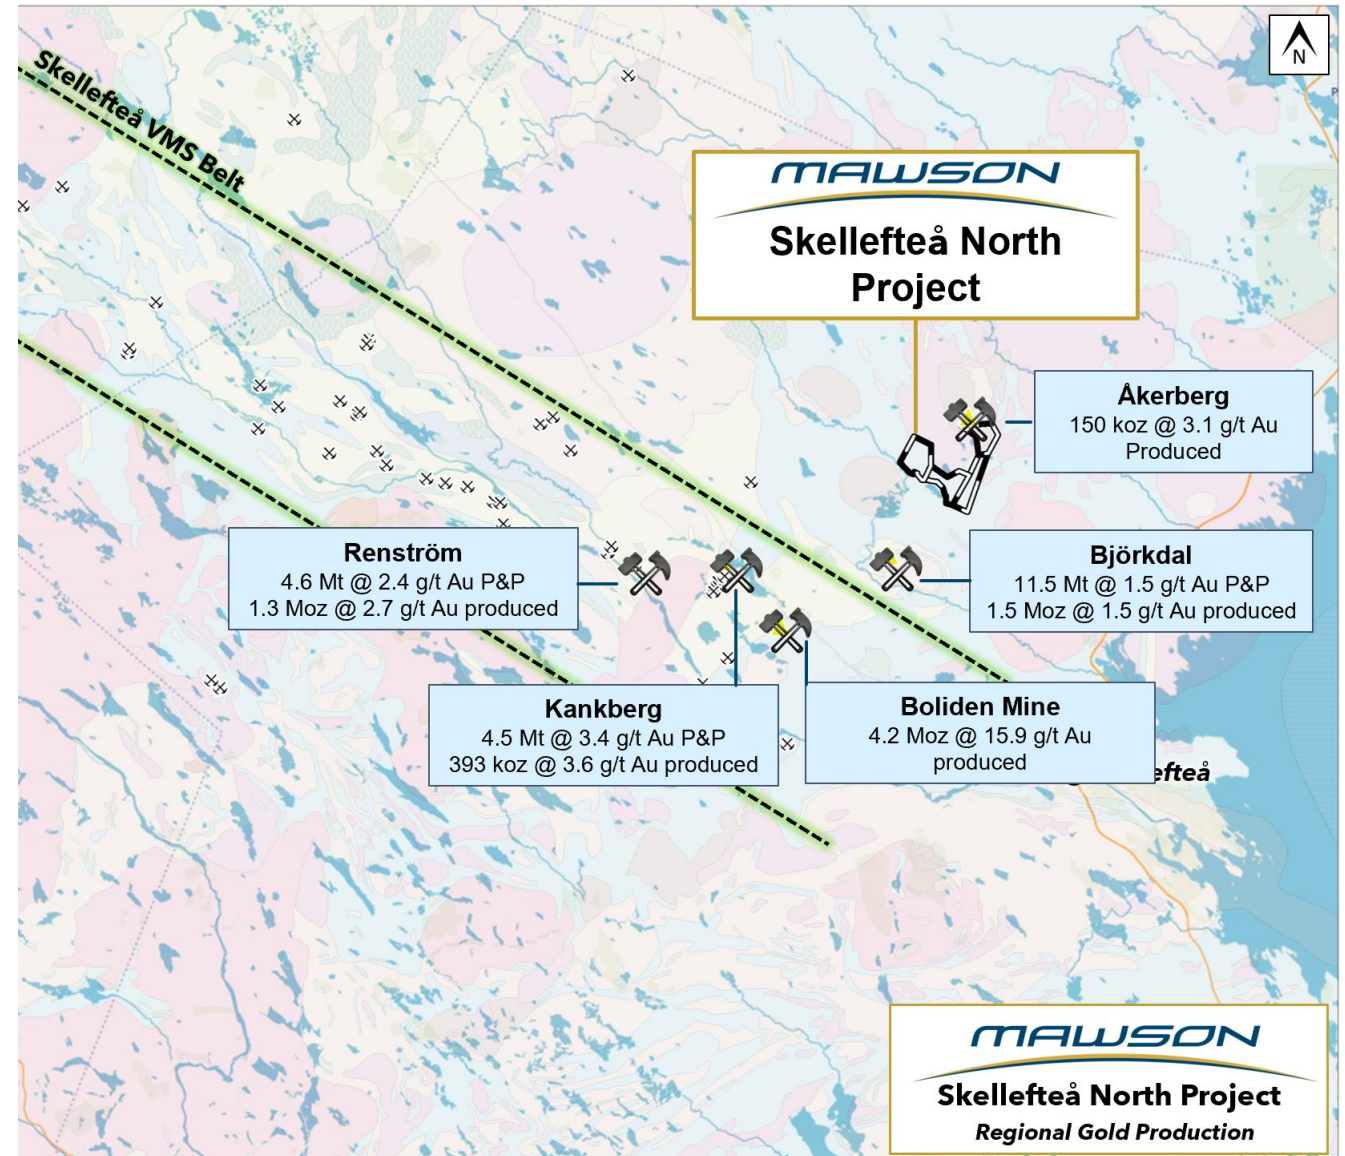 N
Skellefteå VMS Belt
MAWSON
Skellefteå North
Project
Åkerberg
150 koz @ 3.1 g/t Au
Produced
Renström
4.6 Mt @ 2.4 g/t Au P&P
1.3 Moz @ 2.7 g/t Au produced
Björkdal
11.5 Mt @ 1.5 g/t Au P&P
1.5 Moz @ 1.5 g/t Au produced
Kankberg
4.5 Mt @ 3.4 g/t Au P&P
393 koz @ 3.6 g/t Au produced
Boliden Mine
4.2 Moz @ 15.9 g/t Au
produced
efteå
MAWSON
Skellefteå North Project
Regional Gold Production